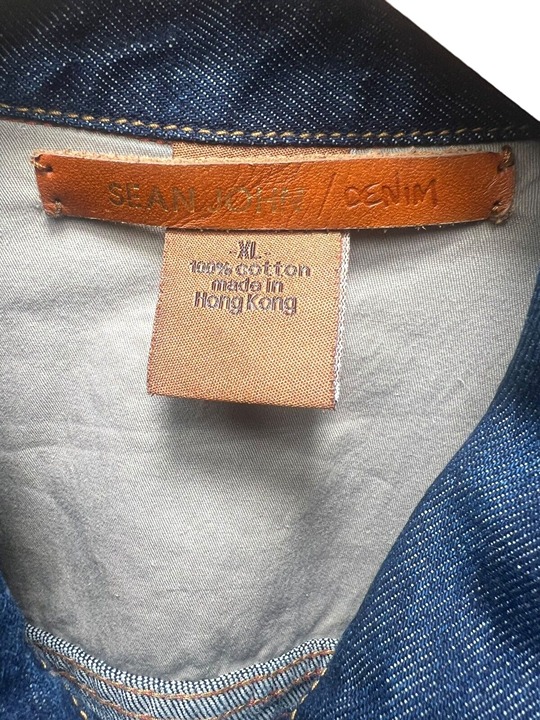 SEAN JOHN / DENIM
-XL-
100% cotton
made in
Hong Kong